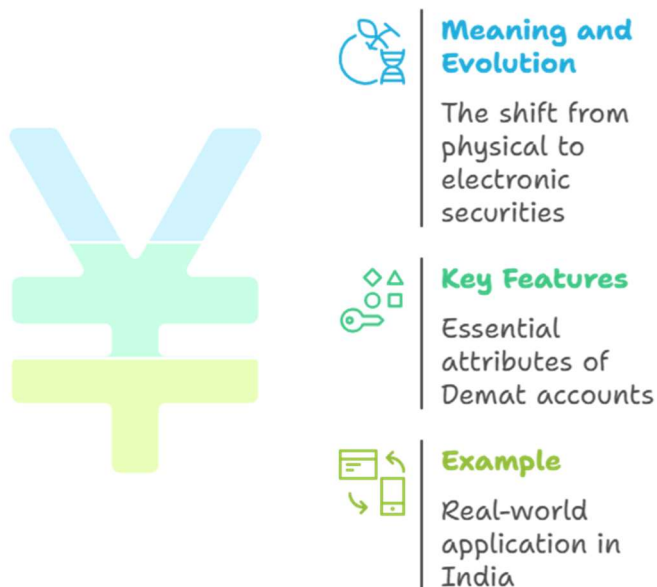 Meaning and
Evolution
The shift from
physical to
electronic
securities
Key Features
Essential
attributes of
Demat accounts
Example
Real-world
application in
India